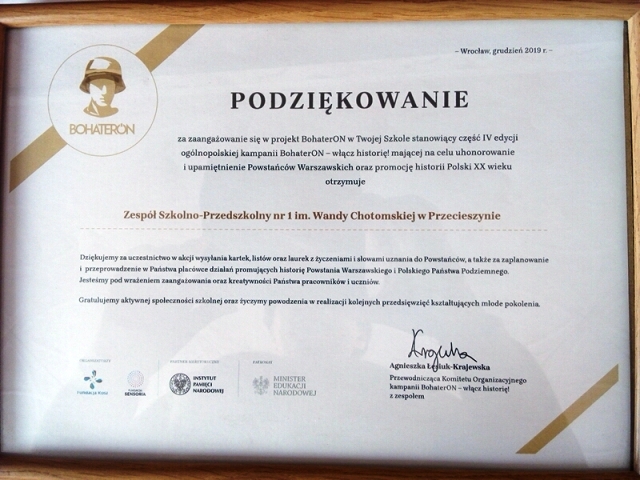 – Wrocław, grudzień 2019 r. –
BOHATERON
PODZIĘKOWANIE
za zaangażowanie się w projekt BohaterON w Twojej Szkole stanowiący część IV edycji
ogólnopolskiej kampanii BohaterON – włącz historię! mającej na celu uhonorowanie
i upamiętnienie Powstańców Warszawskich oraz promocję historii Polski XX wieku
otrzymuje
Zespół Szkolno-Przedszkolny nr 1 im. Wandy Chotomskiej w Przecieszynie
Dziękujemy za uczestnictwo w akcji wysyłania kartek, listów oraz laurek z życzeniami i słowami uznania do Powstańców, a także za zaplanowanie
i przeprowadzenie w Państwa placówce działań promujących historię Powstania Warszawskiego i Polskiego Państwa Podziemnego.
Jesteśmy pod wrażeniem zaangażowania oraz kreatywności Państwa pracowników i uczniów.
Gratulujemy aktywnej społeczności szkolnej oraz życzymy powodzenia w realizacji kolejnych przedsięwzięć kształtujących młode pokolenia.
Agnieszka Łesiuk-Krajewska
Przewodnicząca Komitetu Organizacyjnego
kampanii BohaterON – włącz historię!
z zespołem
FUNDACJA
SENSORIA
INSTYTUT
PAMIĘCI
NARODOWEJ
MINISTER
EDUKACJI
NARODOWEJ